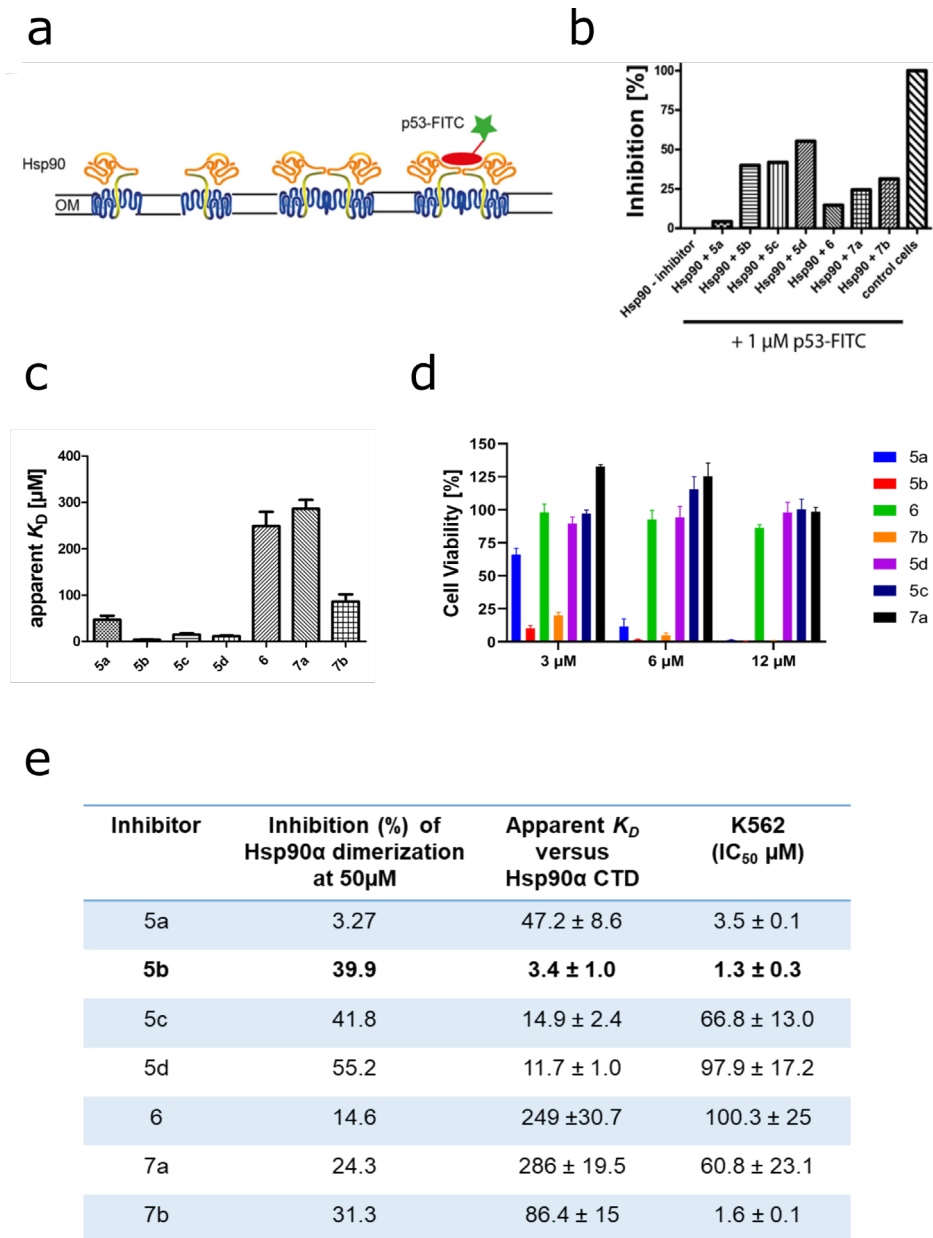 a
p53-FITC
Hsp90
OM
b
Inhibition [%]
100
75
50
25
0
Hsp90 - inhibitor
Hsp90 + 5a
Hsp90 + 5b
Hsp90 + 5c
Hsp90 + 5d
Hsp90 + 6
Hsp90 + 7a
Hsp90 + 7b
control cells
+ 1 µM p53-FITC
c
apparent KD [µM]
400
300
200
100
0
5a
5b
5c
5d
6
7a
7b
d
Cell Viability [%]
150
125
100
75
50
25
0
3 µM
6 µM
12 µM
5a
5b
6
7b
5d
5c
7a
e
Inhibitor
Inhibition (%) of
Hsp90α dimerization
at 50µM
Apparent KD
versus
Hsp90α CTD
K562
(IC50 µM)
5a 3.27 47.2 ± 8.6 3.5 ± 0.1
5b 39.9 3.4 ± 1.0 1.3 ± 0.3
5c 41.8 14.9 ± 2.4 66.8 ± 13.0
5d 55.2 11.7 ± 1.0 97.9 ± 17.2
6 14.6 249 ±30.7 100.3 ± 25
7a 24.3 286 ± 19.5 60.8 ± 23.1
7b 31.3 86.4 ± 15 1.6 ± 0.1